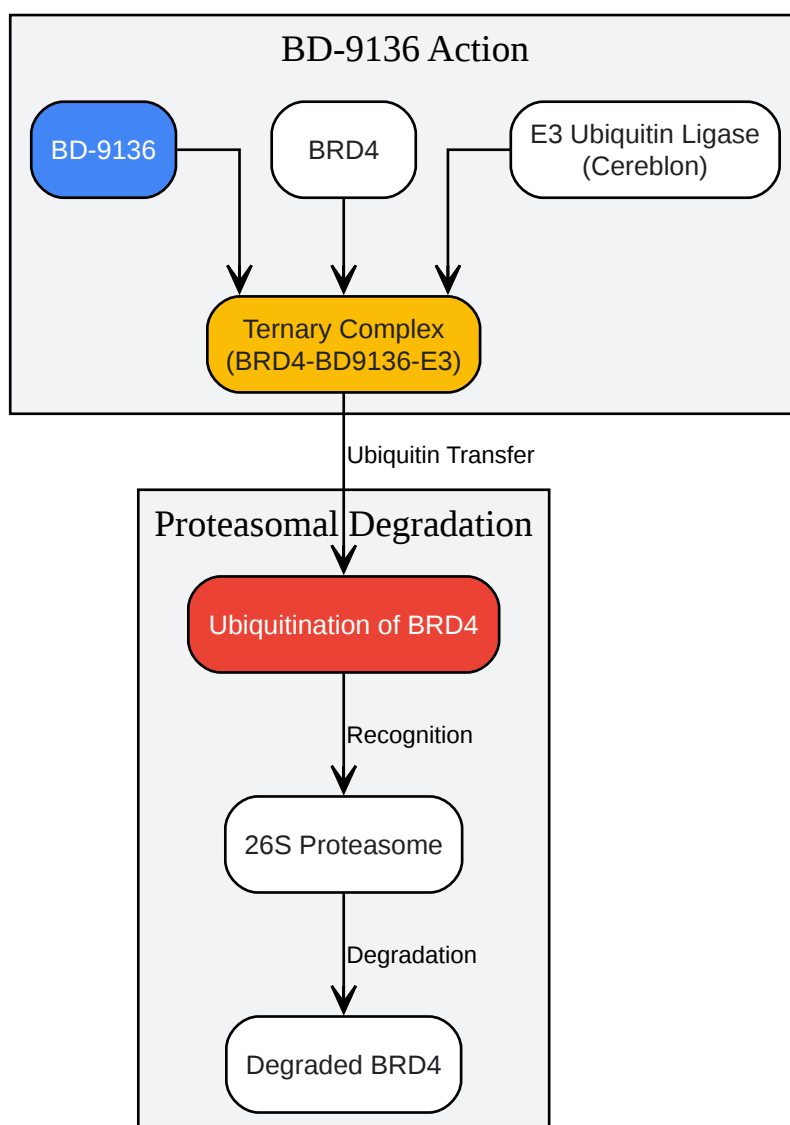 BD-9136 Action
BD-9136
BRD4
E3 Ubiquitin Ligase
(Cereblon)
Ternary Complex
(BRD4-BD9136-E3)
Ubiquitin Transfer
Proteasomal Degradation
Ubiquitination of BRD4
Recognition
26S Proteasome
Degradation
Degraded BRD4